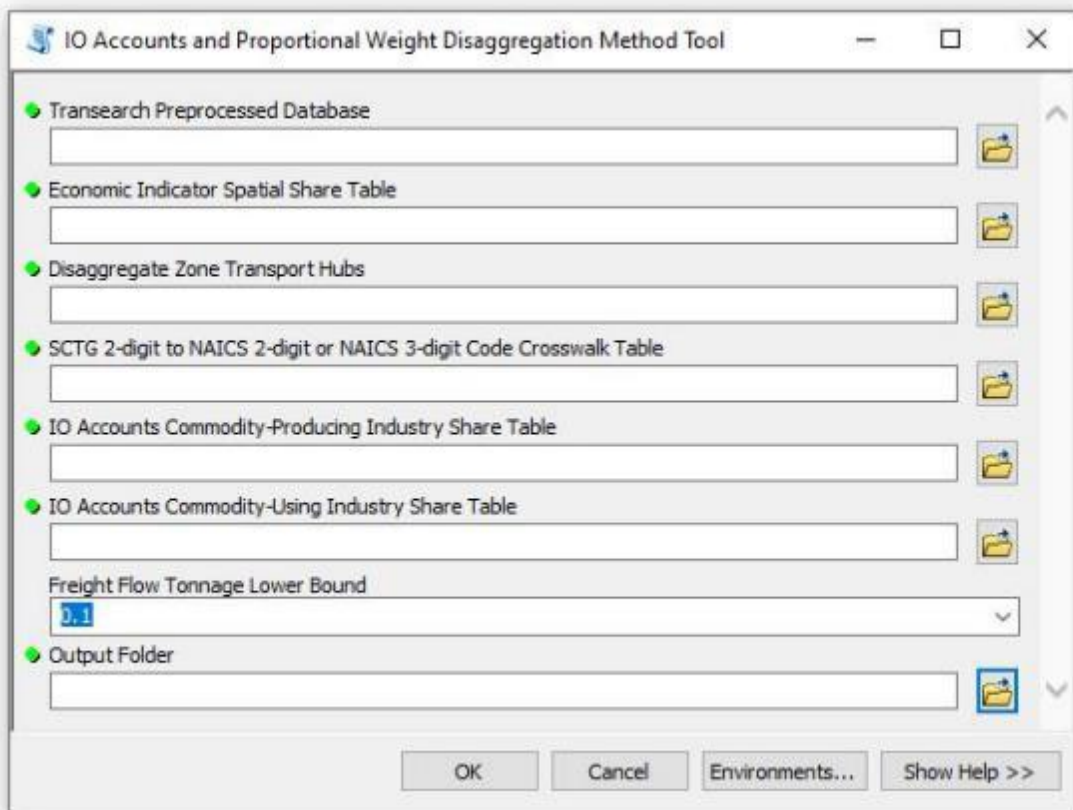 IO Accounts and Proportional Weight Disaggregation Method Tool
Transearch Preprocessed Database
Economic Indicator Spatial Share Table
Disaggregate Zone Transport Hubs
SCTG 2-digit to NAICS 2-digit or NAICS 3-digit Code Crosswalk Table
IO Accounts Commodity-Producing Industry Share Table
IO Accounts Commodity-Using Industry Share Table
Freight Flow Tonnage Lower Bound
0.1
Output Folder
OK Cancel Environments... Show Help >>